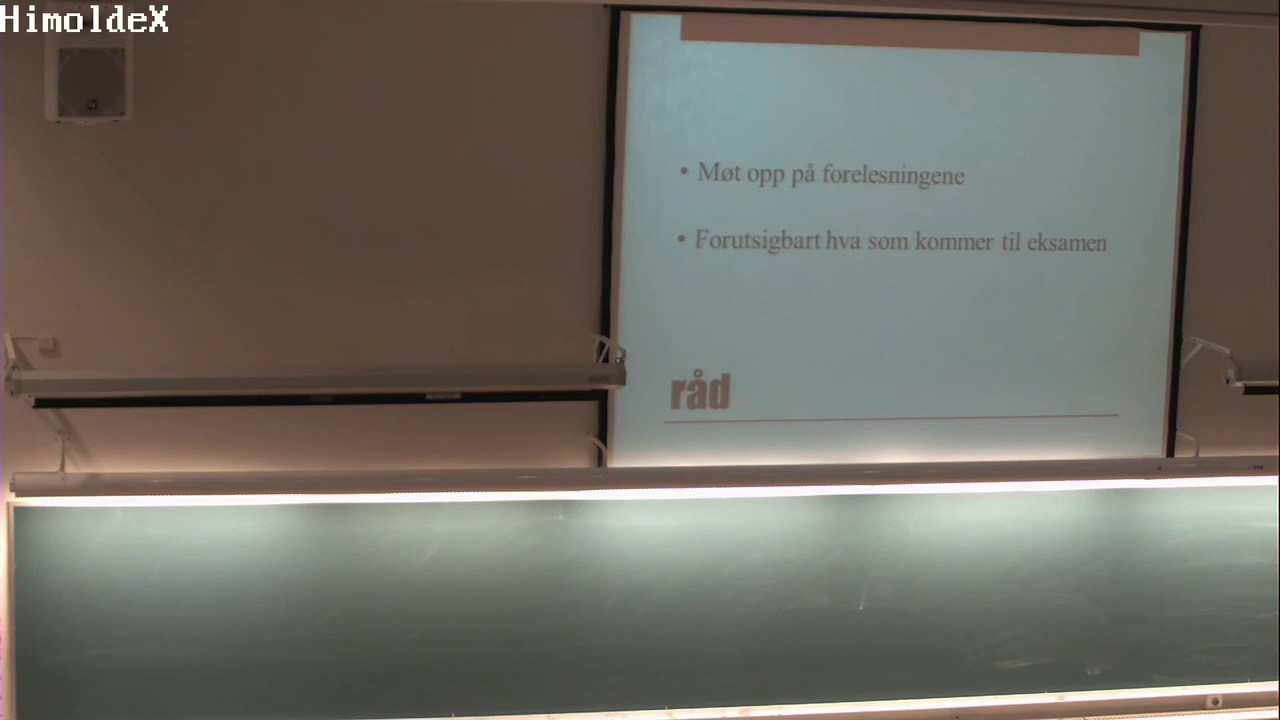 HimoldeX
• Møt opp på forelesningene
• Forutsigbart hva som kommer til eksamen
råd